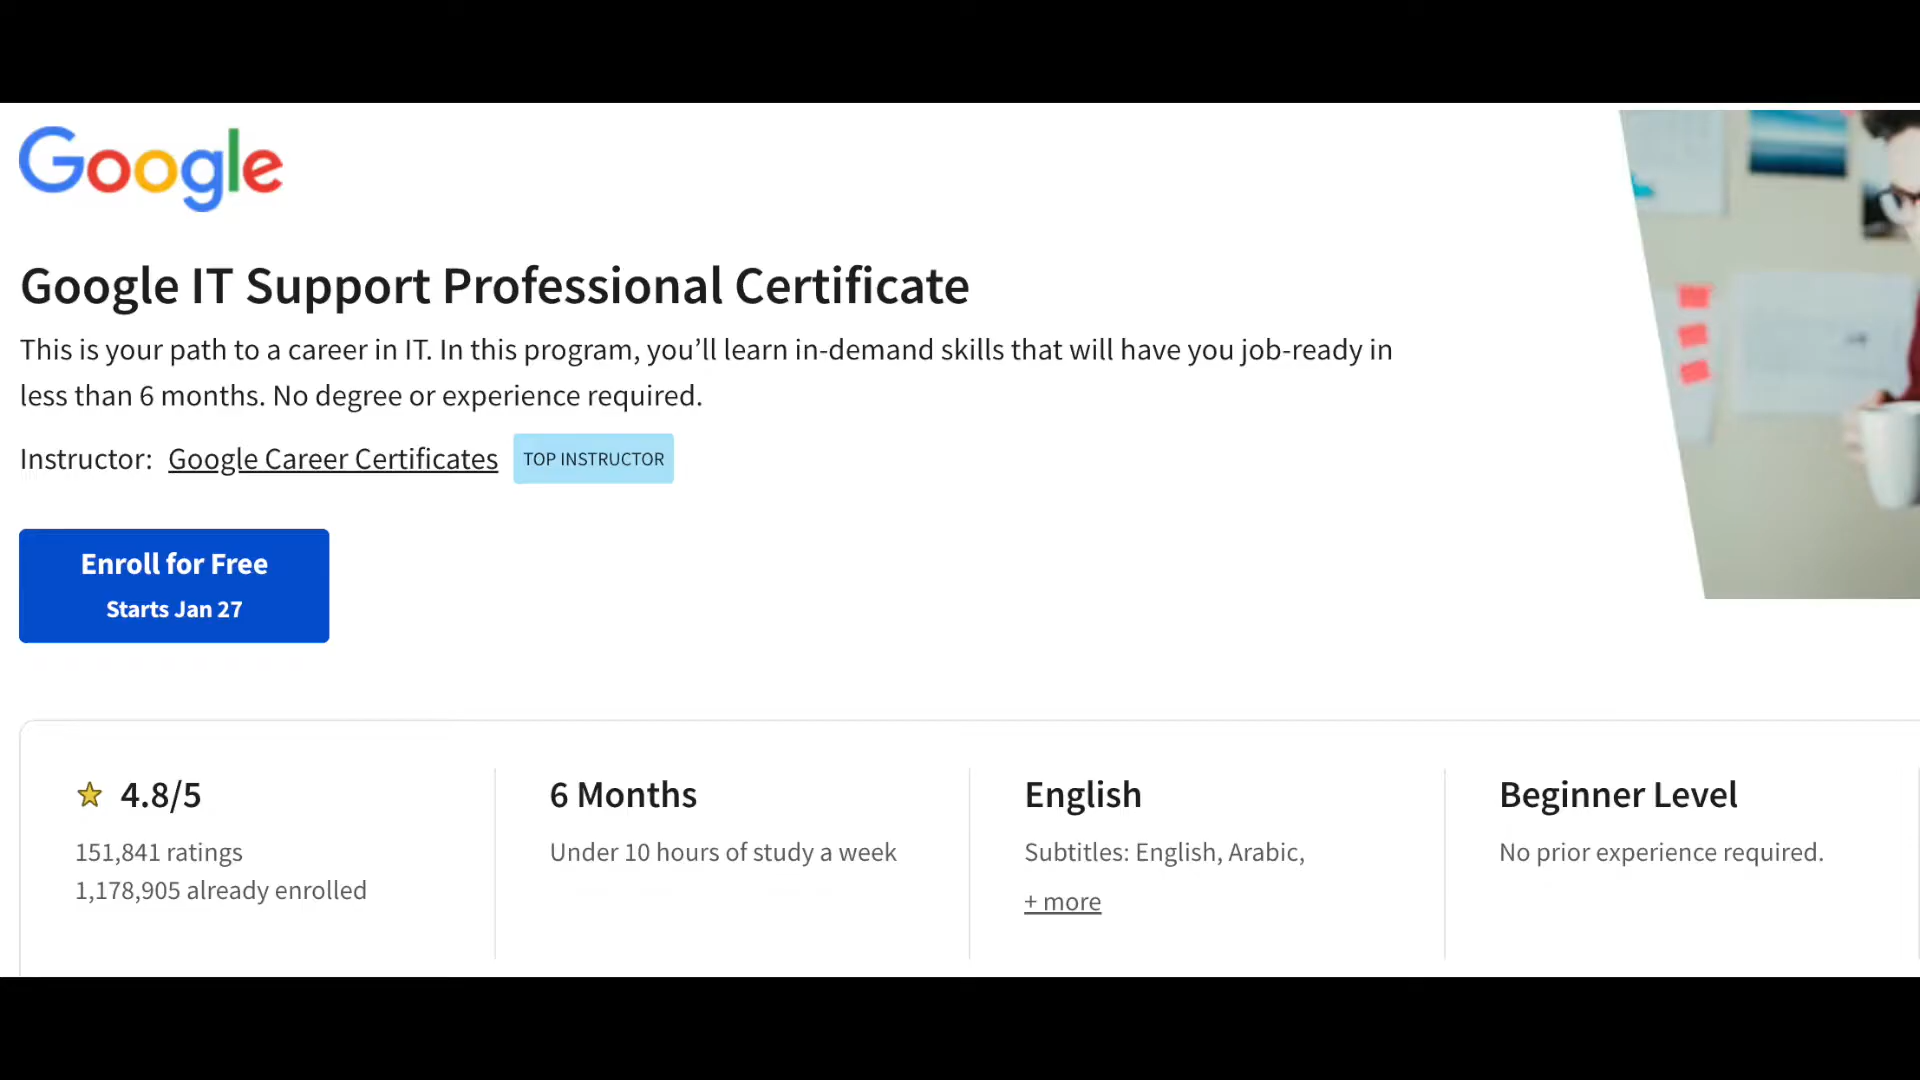 Google
Google IT Support Professional Certificate
This is your path to a career in IT. In this program, you’ll learn in-demand skills that will have you job-ready in
less than 6 months. No degree or experience required.
Instructor: Google Career Certificates TOP INSTRUCTOR
Enroll for Free
Starts Jan 27
4.8/5
151,841 ratings
1,178,905 already enrolled
6 Months
Under 10 hours of study a week
English
Subtitles: English, Arabic,
+ more
Beginner Level
No prior experience required.